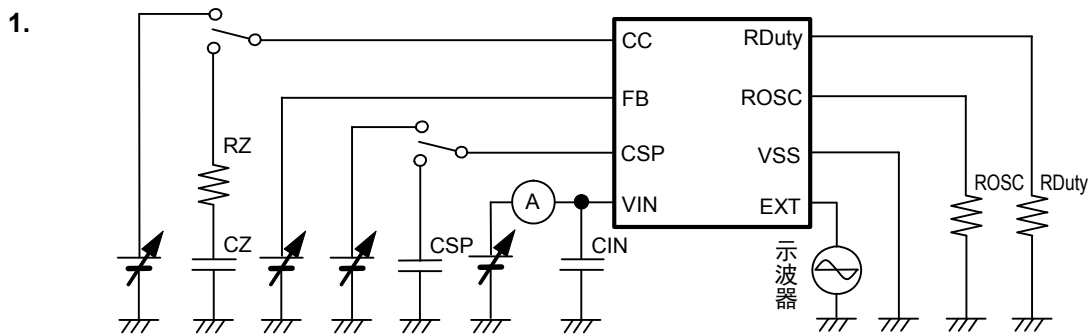 1.
CC
RDuty
FB
ROSC
RZ
CSP
VSS
ROSC
RDuty
A
VIN
EXT
CZ
CSP
CIN
示波器